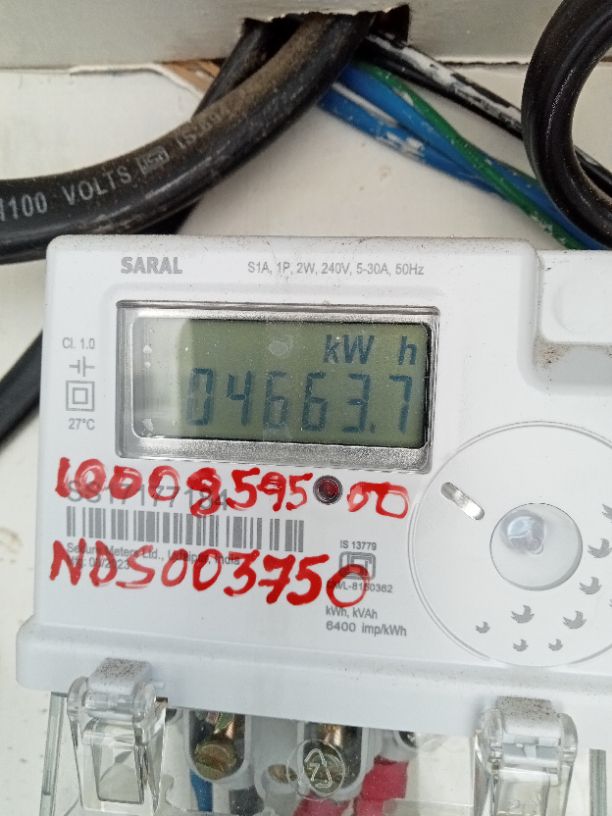 1100 VOLTS
SARAL
S1A, 1P, 2W, 240V, 5-30A, 50Hz
Cl. 1.0
27°C
kW h
04663.7
10008595 00
NDS003750
IS 13779
kWh, kVAh
6400 imp/kWh